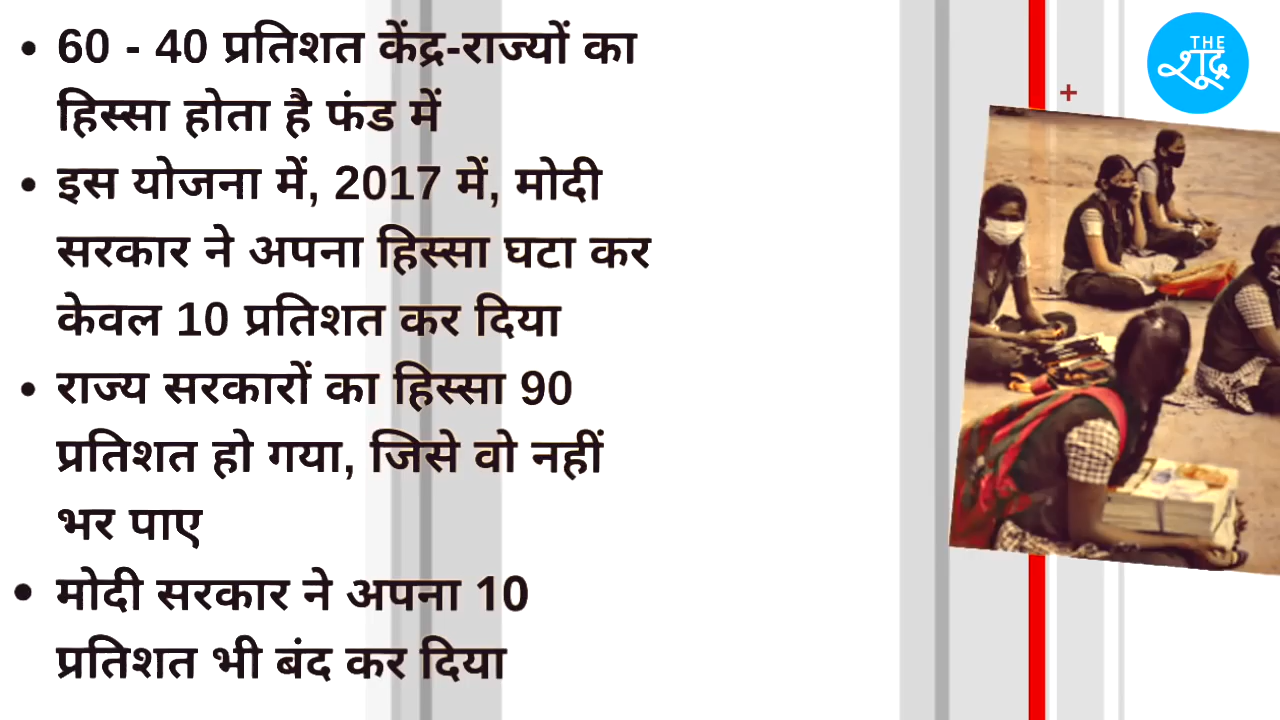 • 60 - 40 प्रतिशत केंद्र-राज्यों का
हिस्सा होता है फंड में
• इस योजना में, 2017 में, मोदी
सरकार ने अपना हिस्सा घटा कर
केवल 10 प्रतिशत कर दिया
• राज्य सरकारों का हिस्सा 90
प्रतिशत हो गया, जिसे वो नहीं
भर पाए
• मोदी सरकार ने अपना 10
प्रतिशत भी बंद कर दिया
THE
शूद्र
+